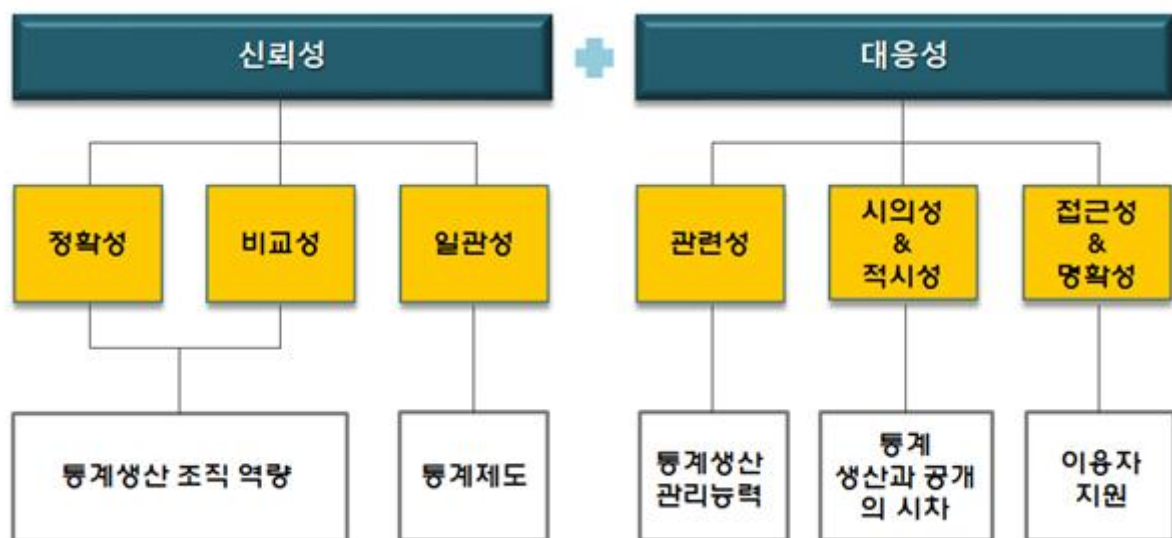 신뢰성
대응성
정확성
비교성
일관성
관련성
시의성
&
적시성
접근성
&
명확성
통계생산 조직 역량
통계제도
통계생산
관리능력
통계
생산과 공개
의 시차
이용자
지원